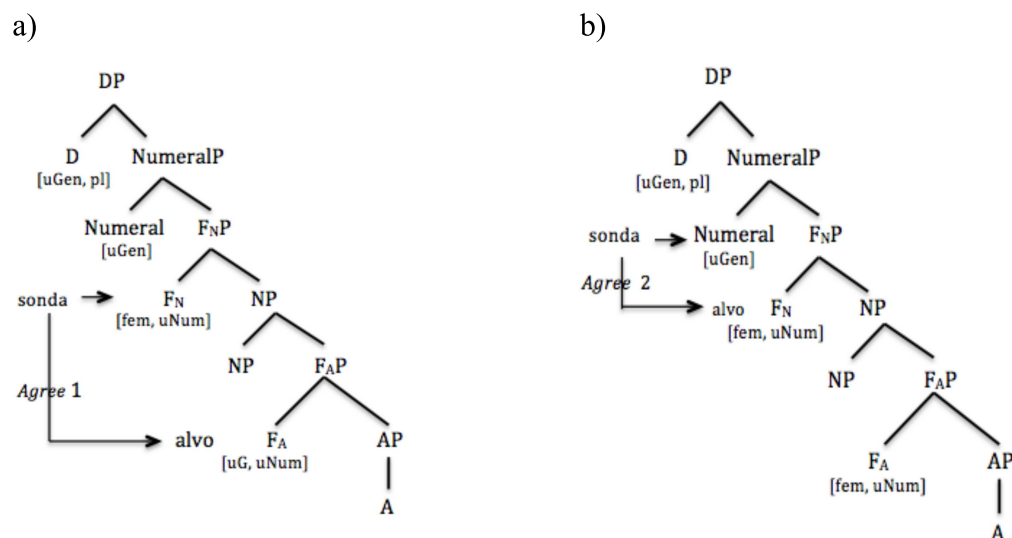 a)
DP
D NumeralP
[uGen, pl]
Numeral FNP
[uGen]
sonda FN NP
[fem, uNum]
NP FAP
Agree 1
alvo FA AP
[uG, uNum]
A
b)
DP
D NumeralP
[uGen, pl]
sonda Numeral FNP
[uGen]
Agree 2
alvo FN NP
[fem, uNum]
NP FAP
FA AP
[fem, uNum]
A